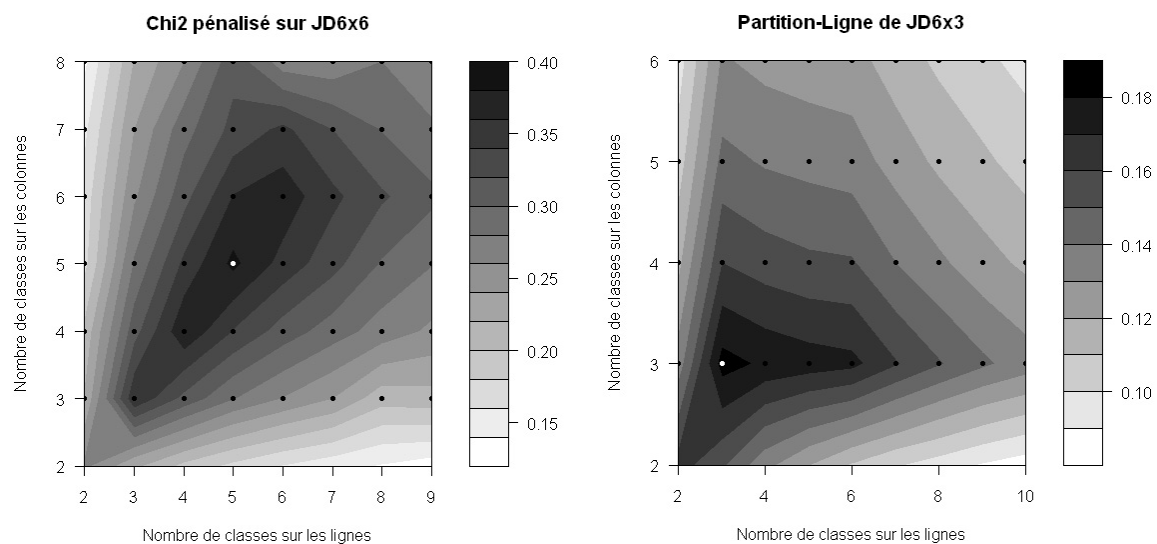 Chi2 pénalisé sur JD6x6
Nombre de classes sur les colonnes
8
7
6
5
4
3
2
2 3 4 5 6 7 8 9
Nombre de classes sur les lignes
0.40
0.35
0.30
0.25
0.20
0.15
Partition-Ligne de JD6x3
Nombre de classes sur les colonnes
6
5
4
3
2
2 4 6 8 10
Nombre de classes sur les lignes
0.18
0.16
0.14
0.12
0.10